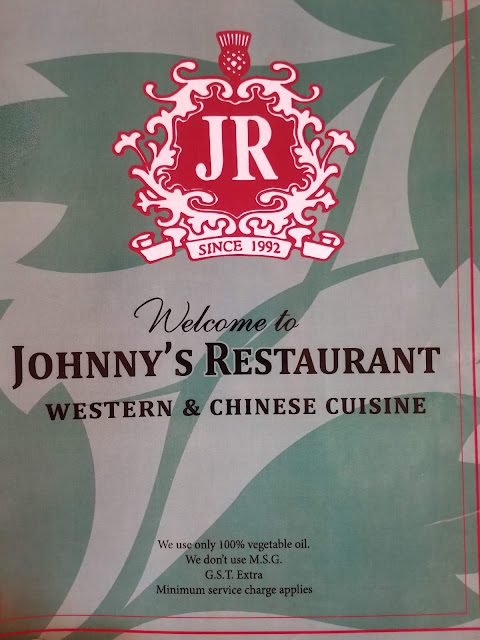 JR
SINCE 1992
Welcome to
JOHNNY'S RESTAURANT
WESTERN & CHINESE CUISINE
We use only 100% vegetable oil.
We don't use M.S.G.
G.S.T. Extra
Minimum service charge applies